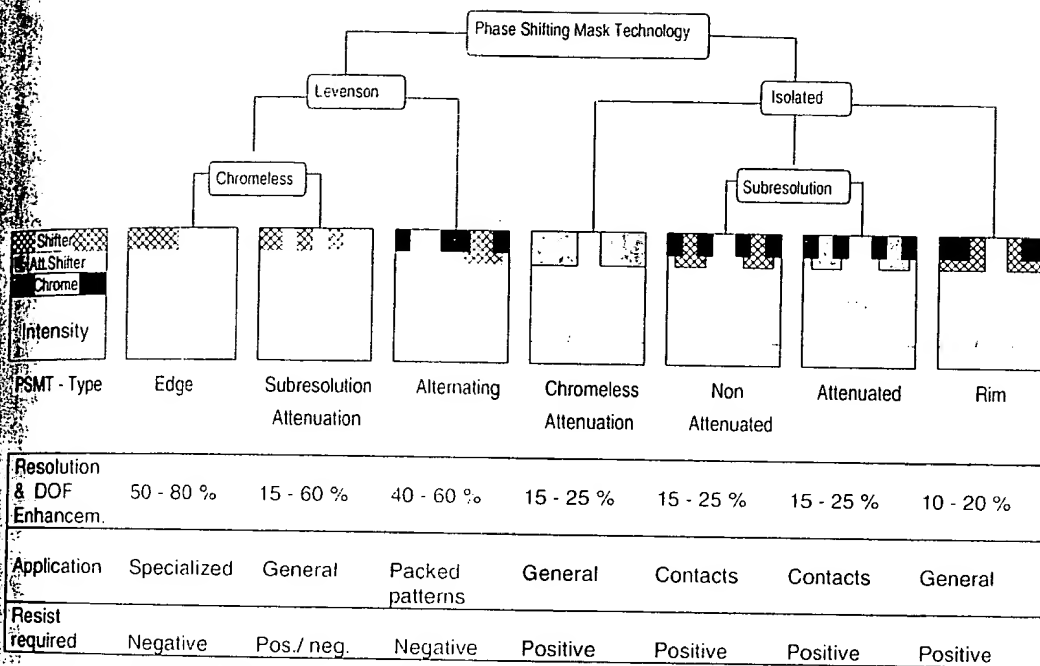 Phase Shifting Mask Technology
Levenson
Isolated
Chromeless
Subresolution
Shifter
Att.Shifter
Chrome
Intensity
PSMT - Type
Edge
Subresolution
Attenuation
Alternating
Chromeless
Attenuation
Non
Attenuated
Attenuated
Rim
Resolution
& DOF
Enhancem.
50 - 80 %
15 - 60 %
40 - 60 %
15 - 25 %
15 - 25 %
15 - 25 %
10 - 20 %
Application
Specialized
General
Packed
patterns
General
Contacts
Contacts
General
Resist
required
Negative
Pos./ neg.
Negative
Positive
Positive
Positive
Positive